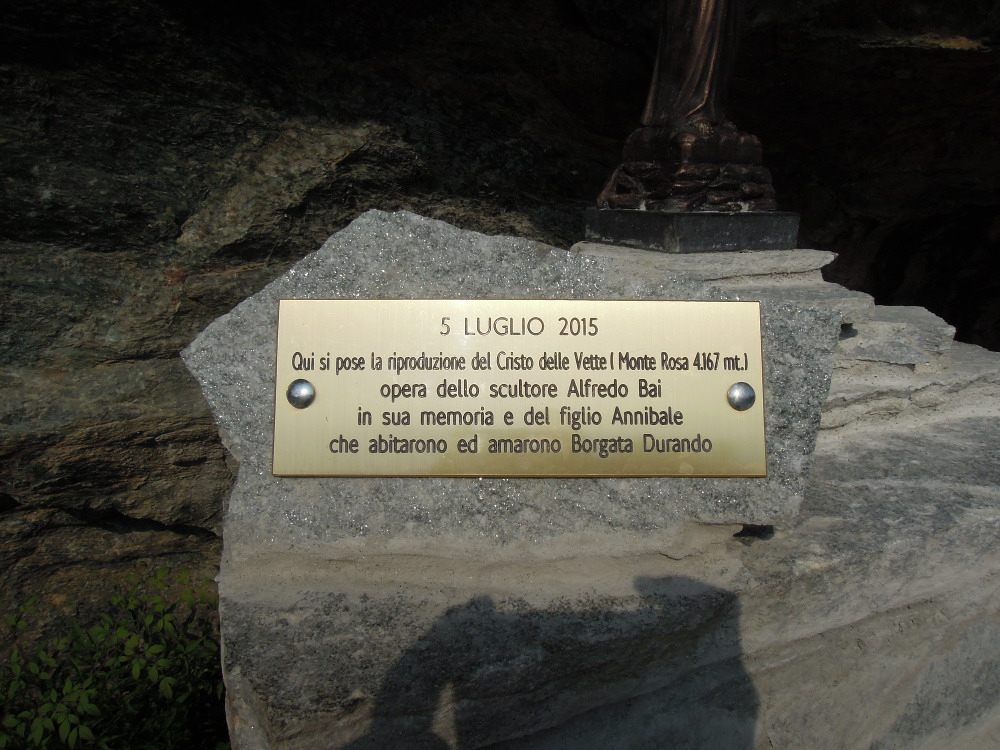 5 LUGLIO 2015
Qui si pose la riproduzione del Cristo delle Vette ( Monte Rosa 4.167 mt.)
opera dello scultore Alfredo Bai
in sua memoria e del figlio Annibale
che abitarono ed amarono Borgata Durando